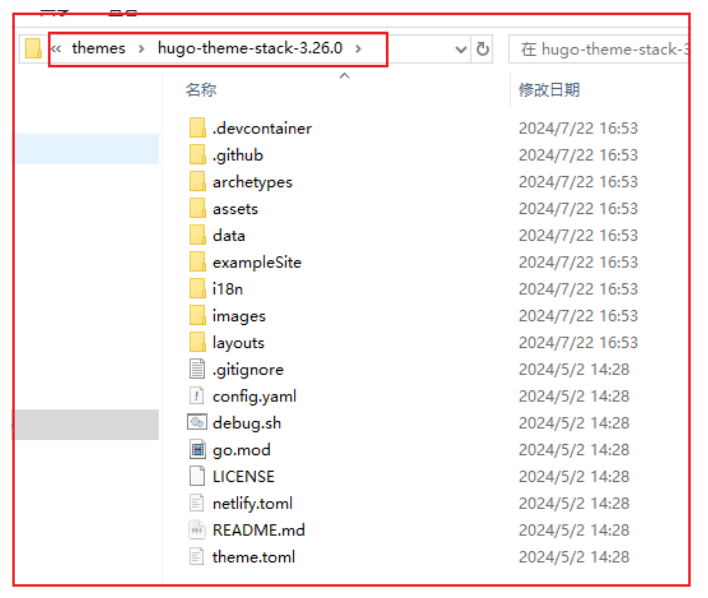 « themes › hugo-theme-stack-3.26.0 ›
在 hugo-theme-stack-3
名称 修改日期
.devcontainer 2024/7/22 16:53
.github 2024/7/22 16:53
archetypes 2024/7/22 16:53
assets 2024/7/22 16:53
data 2024/7/22 16:53
exampleSite 2024/7/22 16:53
i18n 2024/7/22 16:53
images 2024/7/22 16:53
layouts 2024/7/22 16:53
.gitignore 2024/5/2 14:28
config.yaml 2024/5/2 14:28
debug.sh 2024/5/2 14:28
go.mod 2024/5/2 14:28
LICENSE 2024/5/2 14:28
netlify.toml 2024/5/2 14:28
README.md 2024/5/2 14:28
theme.toml 2024/5/2 14:28